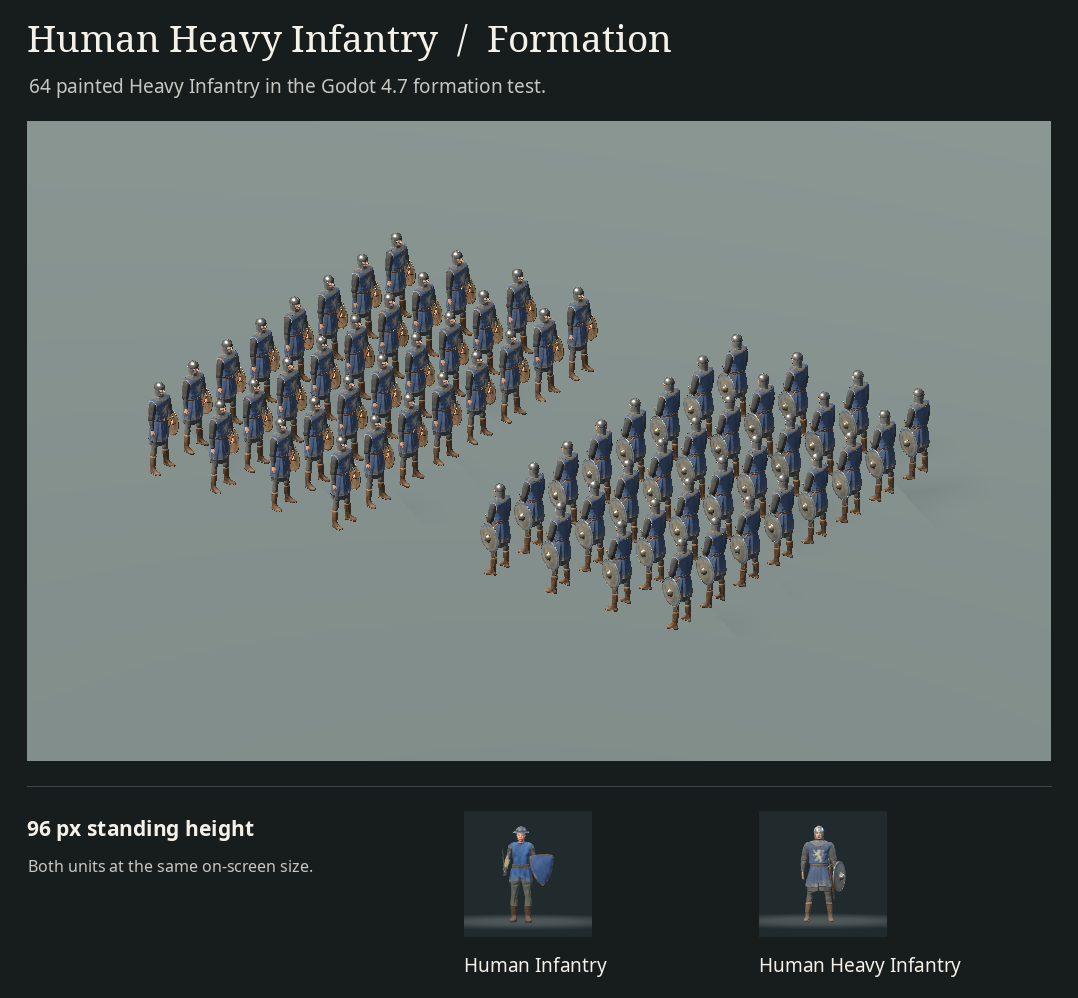 Human Heavy Infantry / Formation
64 painted Heavy Infantry in the Godot 4.7 formation test.
96 px standing height
Both units at the same on-screen size.
Human Infantry
Human Heavy Infantry